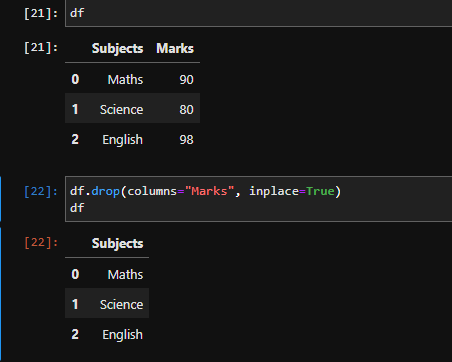 [21]: df
[21]: Subjects Marks
0 Maths 90
1 Science 80
2 English 98
[22]: df.drop(columns="Marks", inplace=True)
df
[22]: Subjects
0 Maths
1 Science
2 English